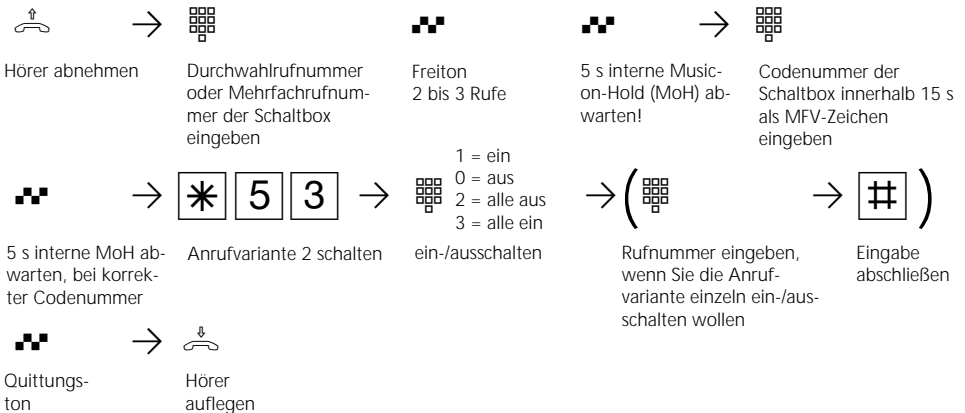 Hörer abnehmen
Durchwahlrufnummer
oder Mehrfachrufnum-
mer der Schaltbox
eingeben
Freiton
2 bis 3 Rufe
5 s interne Music-
on-Hold (MoH) ab-
warten!
Codenummer der
Schaltbox innerhalb 15 s
als MFV-Zeichen
eingeben
5 s interne MoH ab-
warten, bei korrek-
ter Codenummer
* 5 3
Anrufvariante 2 schalten
1 = ein
0 = aus
2 = alle aus
3 = alle ein
ein-/ausschalten
(
Rufnummer eingeben,
wenn Sie die Anruf-
variante einzeln ein-/aus-
schalten wollen
# )
Eingabe
abschließen
Quittungs-
ton
Hörer
auflegen